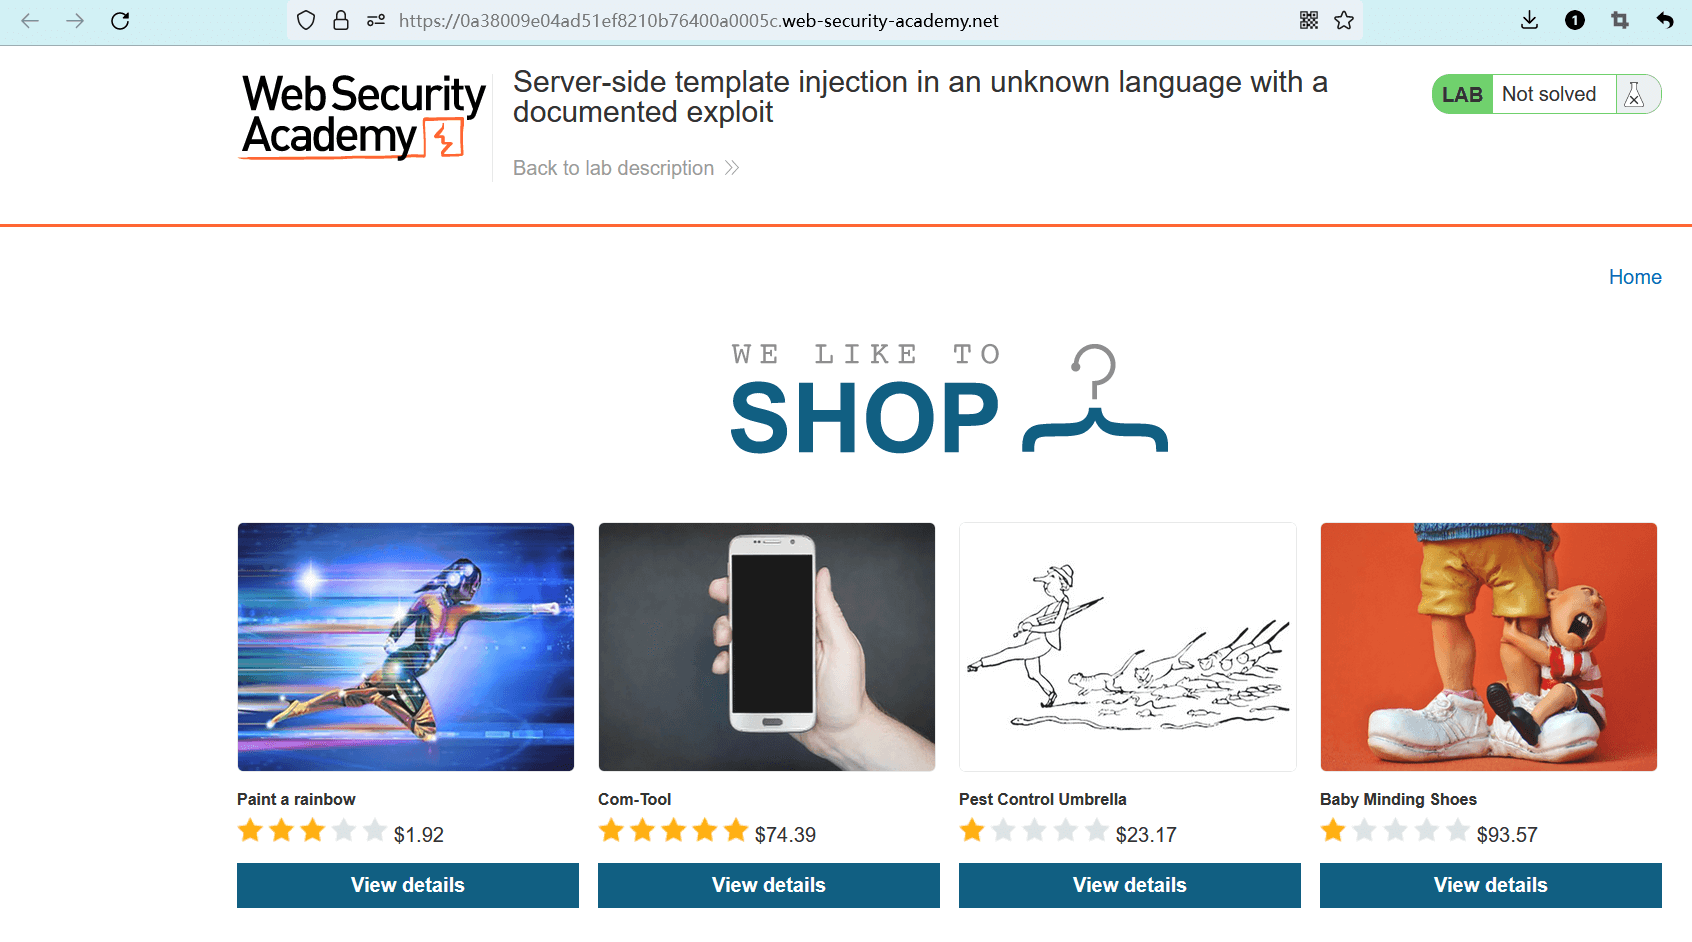 https://0a38009e04ad51ef8210b76400a0005c.web-security-academy.net
1
Web Security
Academy
Server-side template injection in an unknown language with a
documented exploit
LAB Not solved
Back to lab description
Home
WE LIKE TO
SHOP
Paint a rainbow
$1.92
View details
Com-Tool
$74.39
View details
Pest Control Umbrella
$23.17
View details
Baby Minding Shoes
$93.57
View details